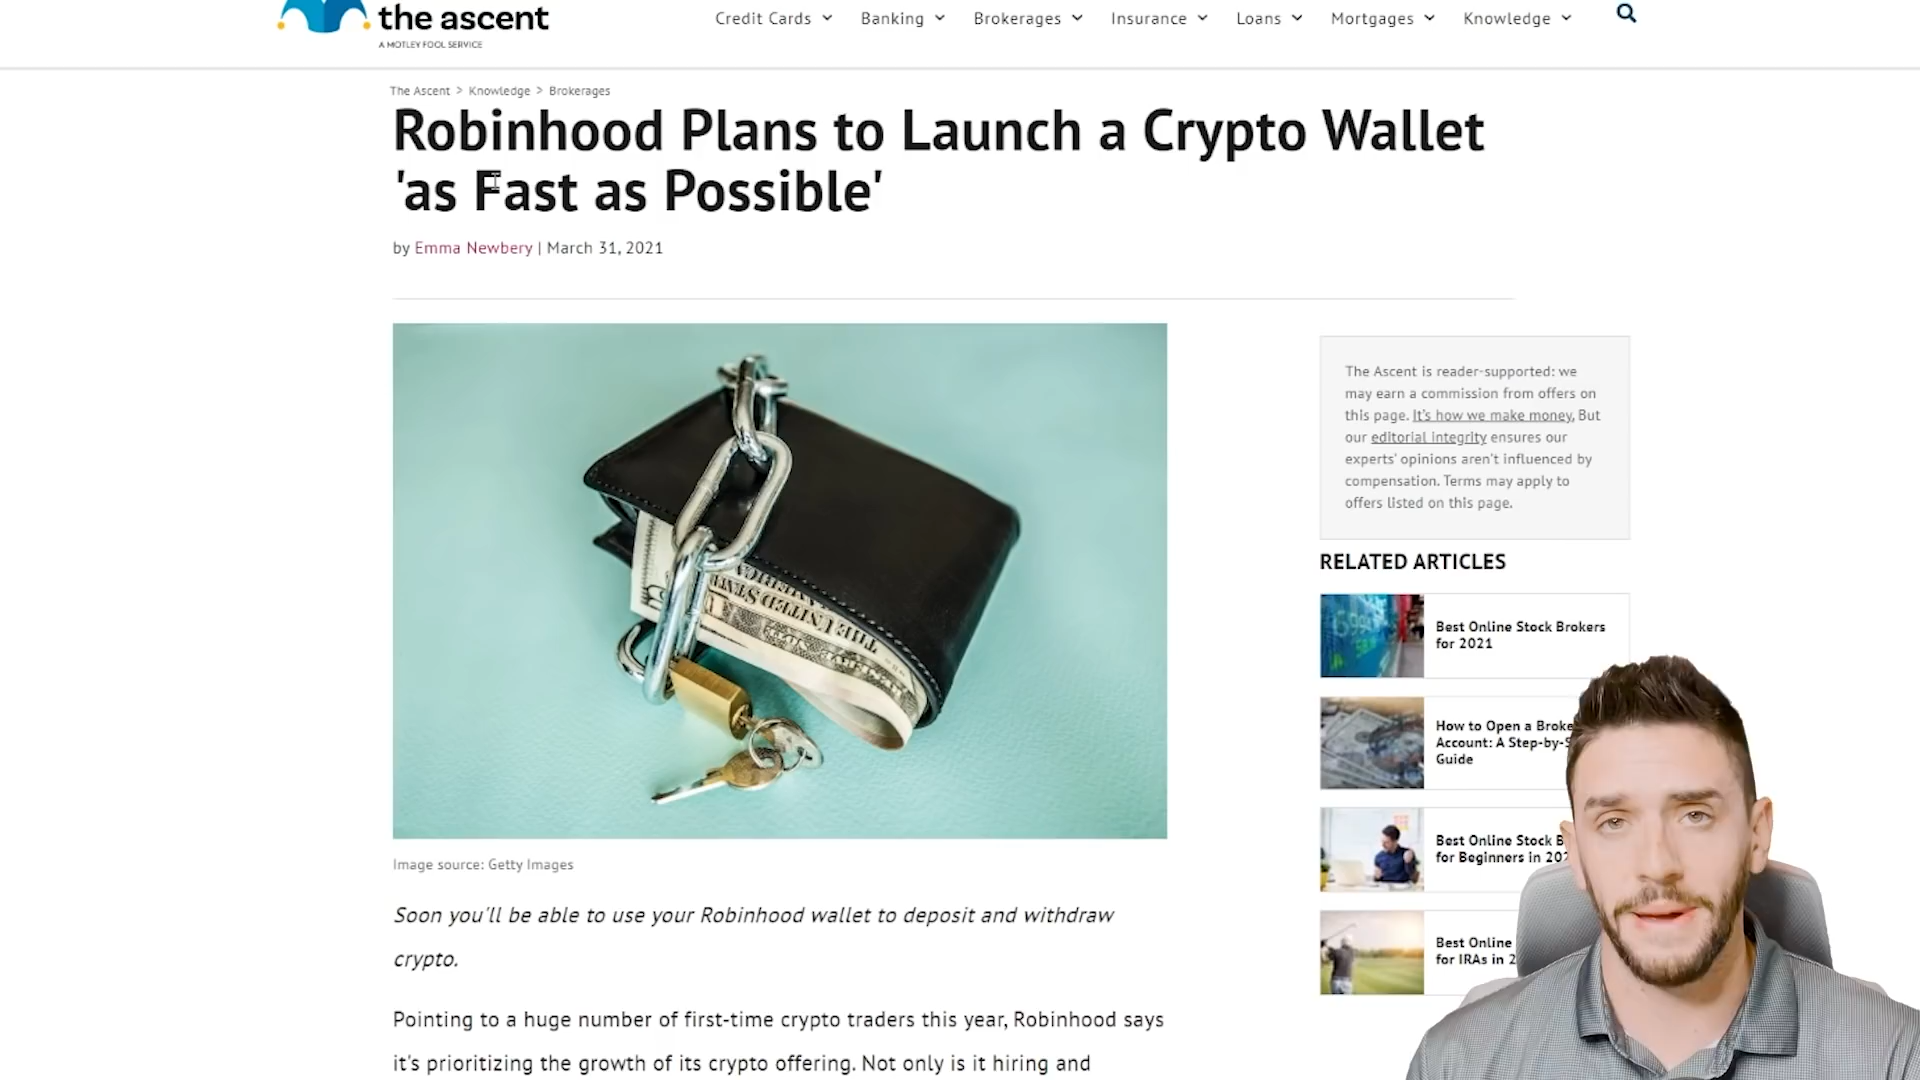 the ascent
A MOTLEY FOOL SERVICE
Credit Cards
Banking
Brokerages
Insurance
Loans
Mortgages
Knowledge
The Ascent > Knowledge > Brokerages
Robinhood Plans to Launch a Crypto Wallet
'as Fast as Possible'
by Emma Newbery | March 31, 2021
THE UNITED STATES
AMERICA
Image source: Getty Images
Soon you'll be able to use your Robinhood wallet to deposit and withdraw
crypto.
Pointing to a huge number of first-time crypto traders this year, Robinhood says
it's prioritizing the growth of its crypto offering. Not only is it hiring and
The Ascent is reader-supported: we
may earn a commission from offers on
this page. It's how we make money. But
our editorial integrity ensures our
experts' opinions aren't influenced by
compensation. Terms may apply to
offers listed on this page.
RELATED ARTICLES
Best Online Stock Brokers
for 2021
How to Open a Broke
Account: A Step-by-S
Guide
Best Online Stock B
for Beginners in 202
Best Online
for IRAs in 2